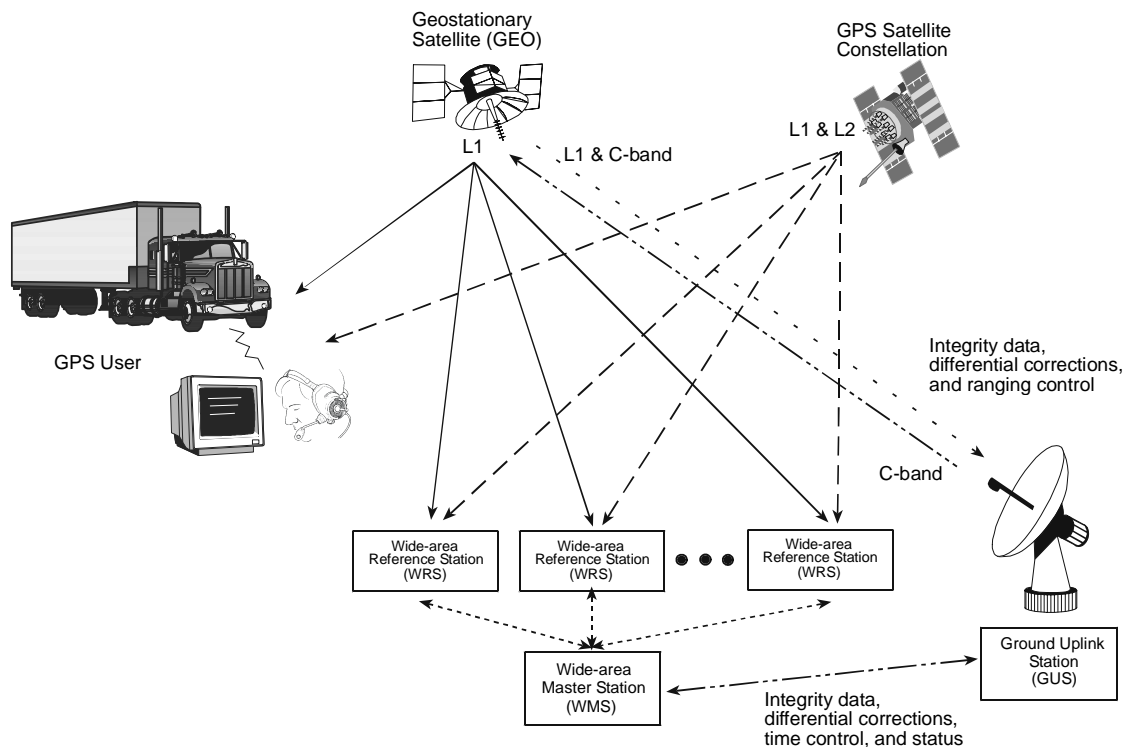 Geostationary
Satellite (GEO)
GPS Satellite
Constellation
L1
L1 & C-band
L1 & L2
GPS User
Integrity data,
differential corrections,
and ranging control
C-band
Wide-area
Reference Station
(WRS)
Wide-area
Reference Station
(WRS)
Wide-area
Reference Station
(WRS)
Wide-area
Master Station
(WMS)
Ground Uplink
Station
(GUS)
Integrity data,
differential corrections,
time control, and status